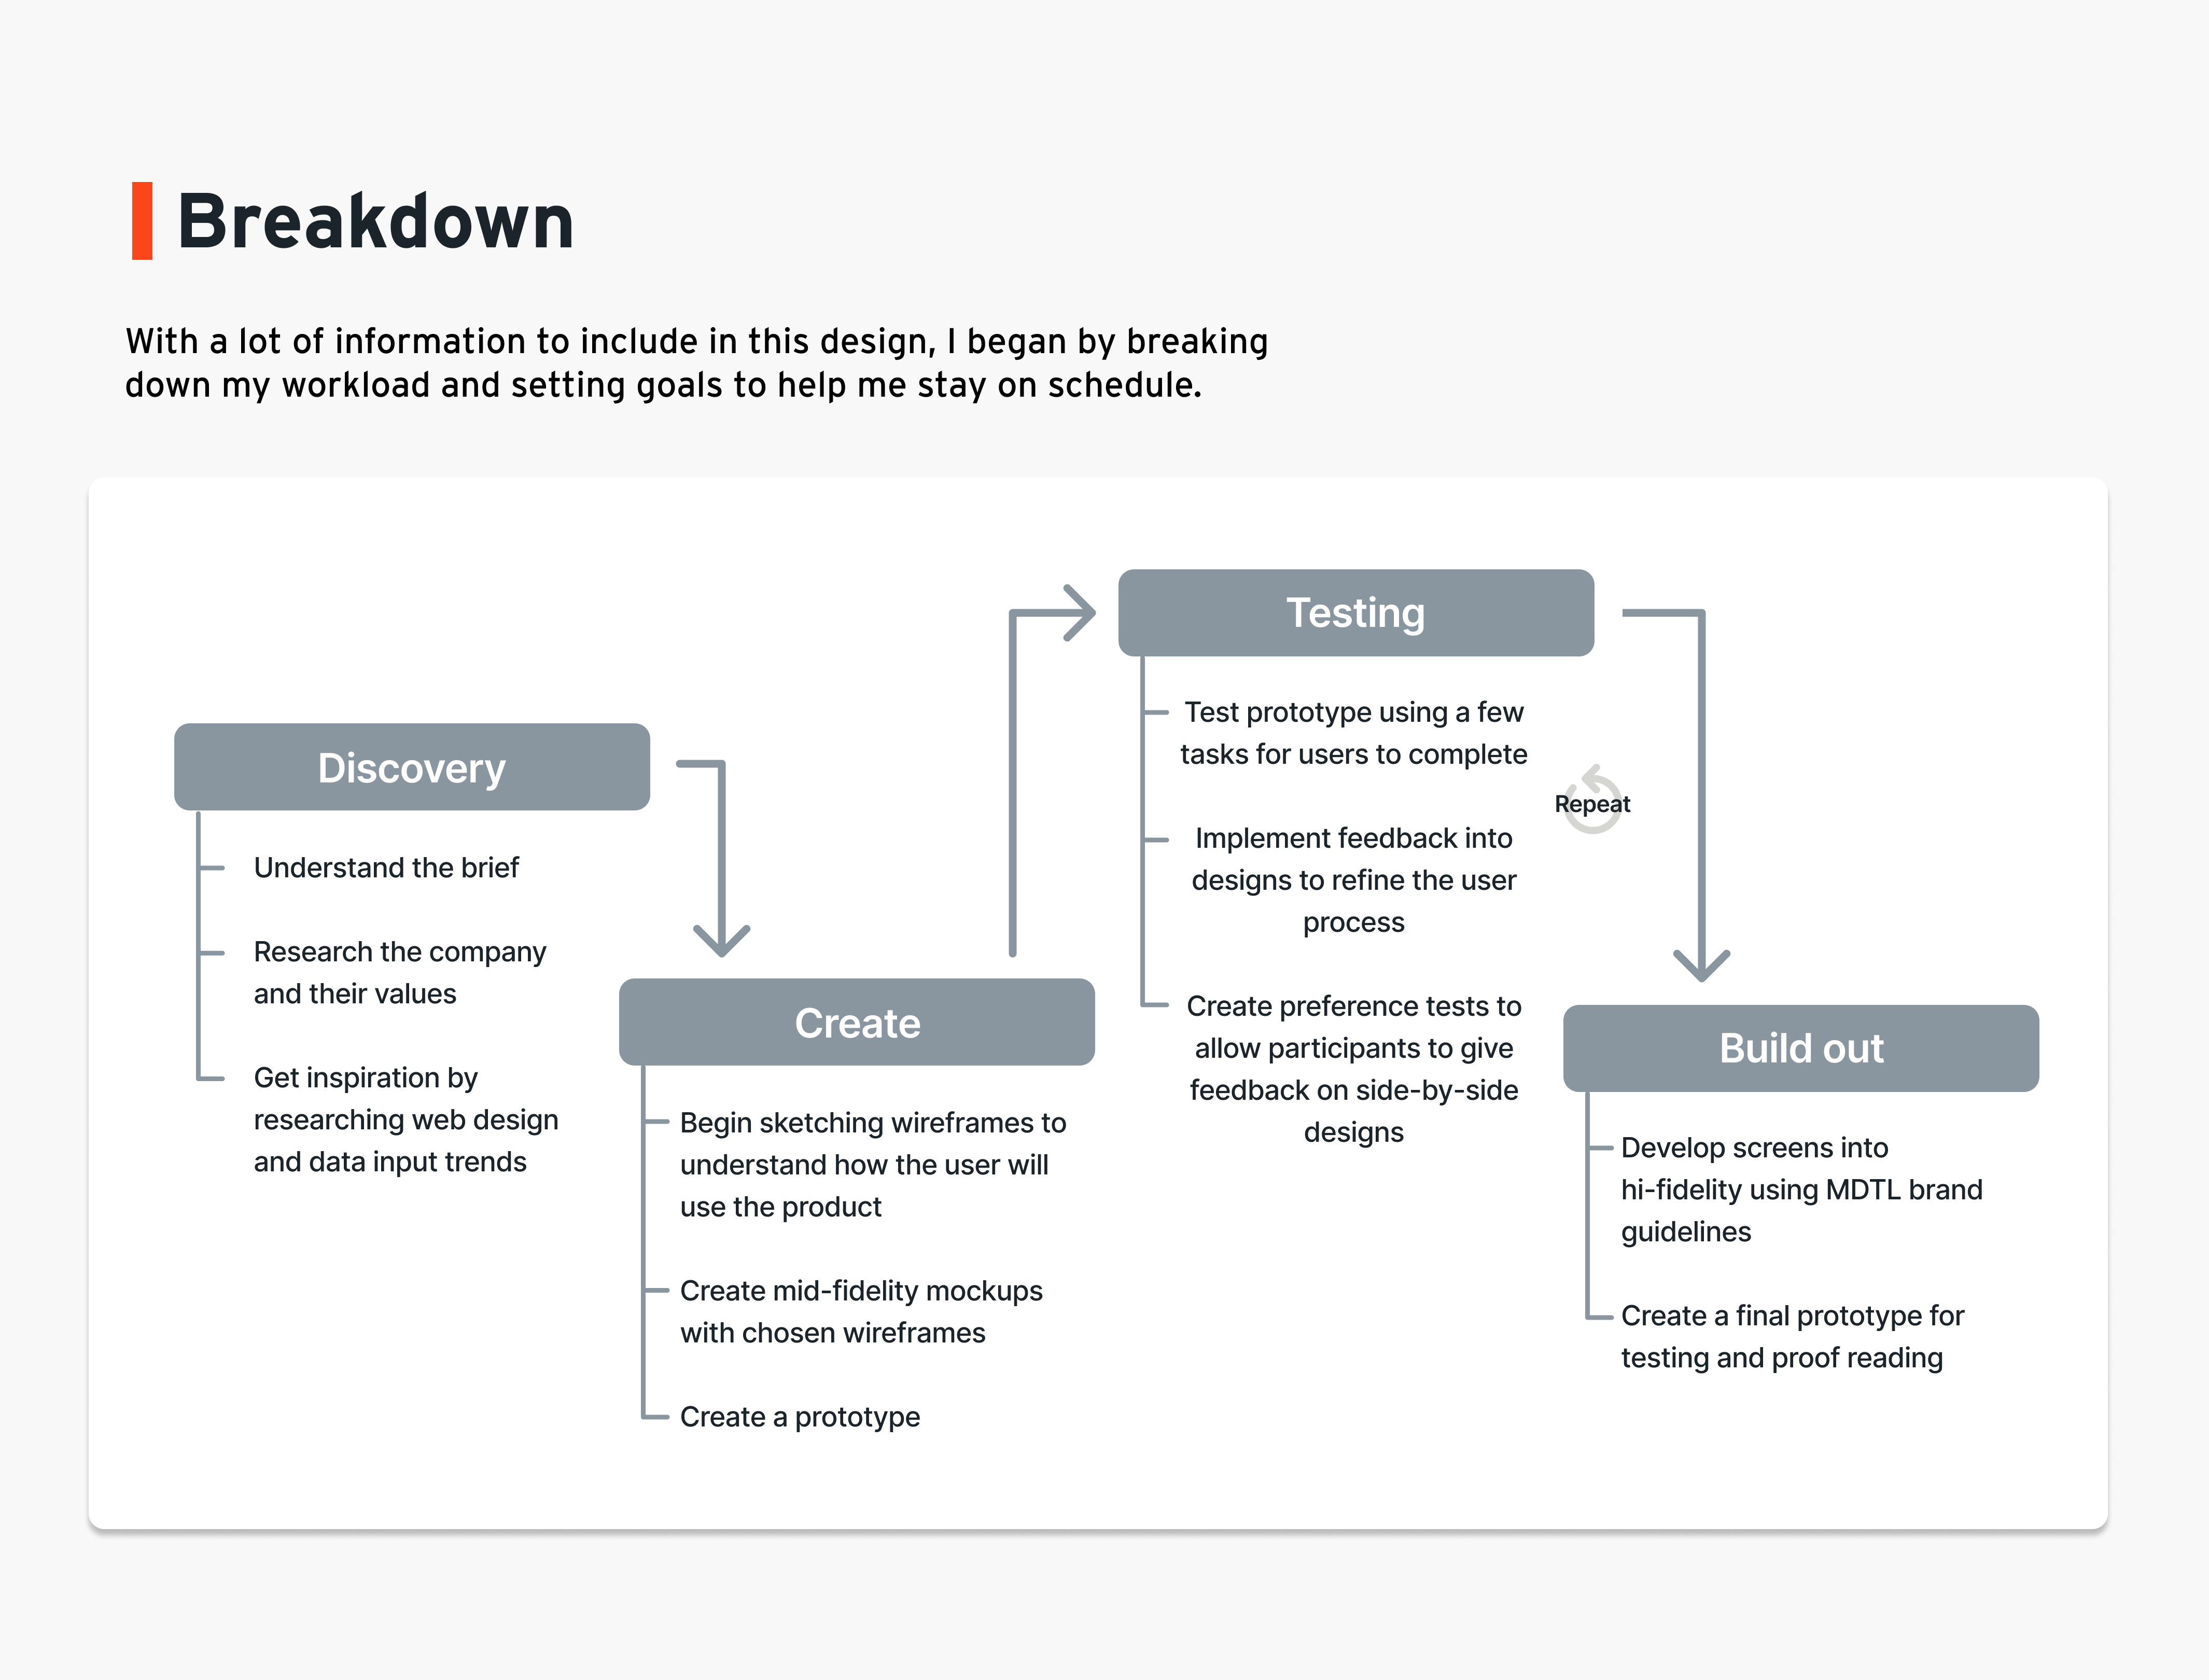 Breakdown
With a lot of information to include in this design, I began by breaking
down my workload and setting goals to help me stay on schedule.
Discovery
Understand the brief
Research the company
and their values
Get inspiration by
researching web design
and data input trends
Create
Begin sketching wireframes to
understand how the user will
use the product
Create mid-fidelity mockups
with chosen wireframes
Create a prototype
Testing
Test prototype using a few
tasks for users to complete
Repeat
Implement feedback into
designs to refine the user
process
Create preference tests to
allow participants to give
feedback on side-by-side
designs
Build out
Develop screens into
hi-fidelity using MDTL brand
guidelines
Create a final prototype for
testing and proof reading